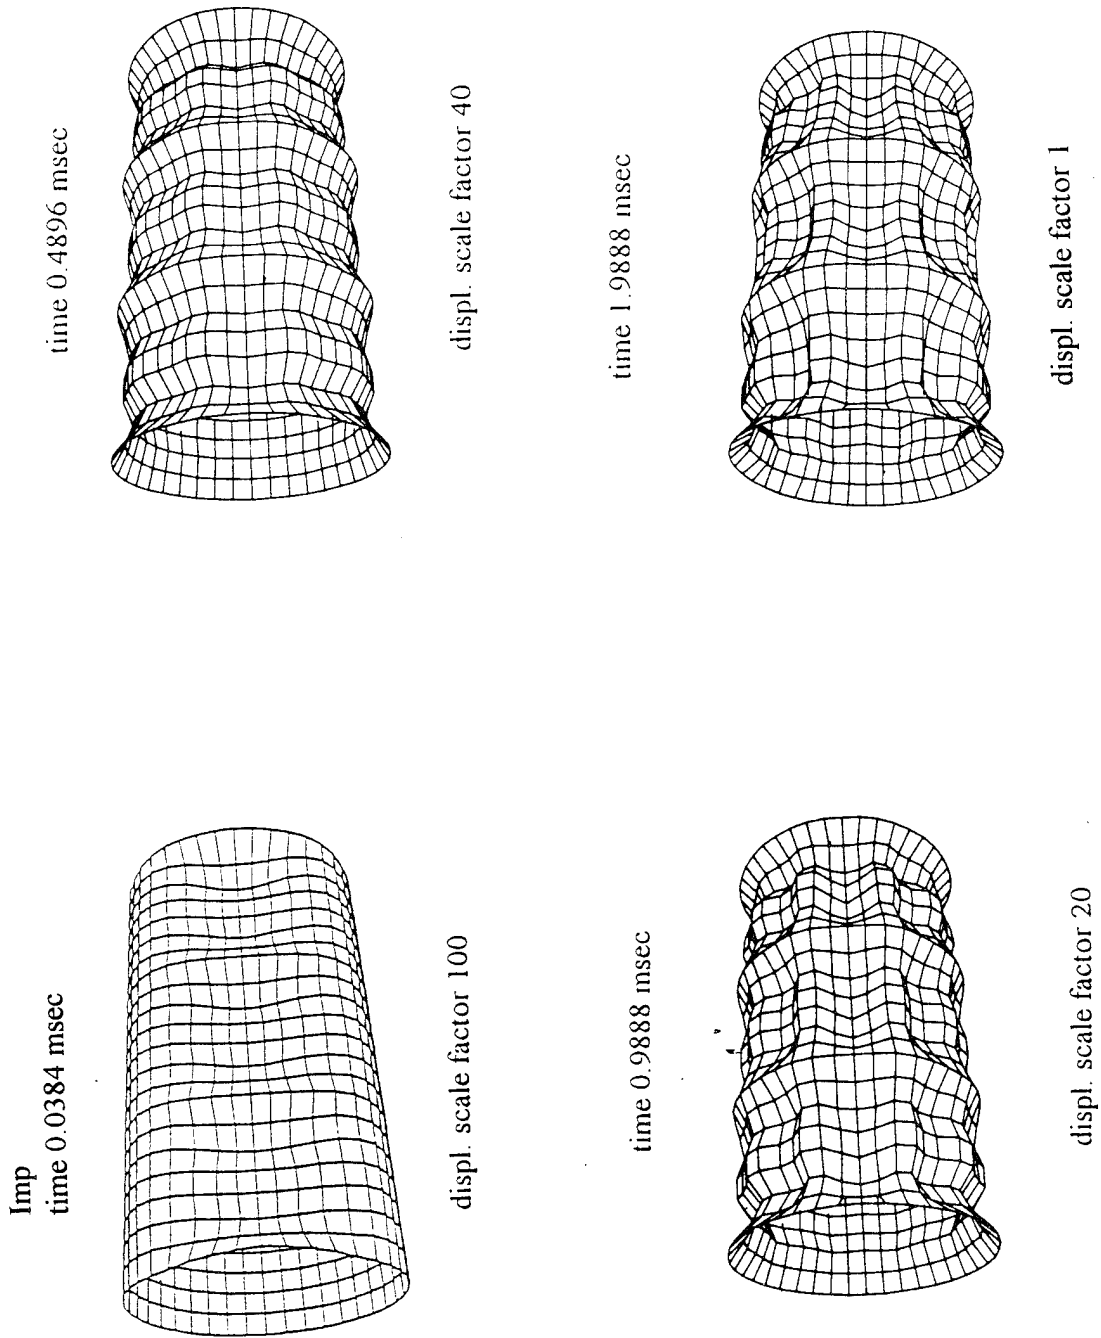 Imp
time 0.0384 msec
displ. scale factor 100
time 0.4896 msec
displ. scale factor 40
time 0.9888 msec
displ. scale factor 20
time 1.9888 msec
displ. scale factor 1